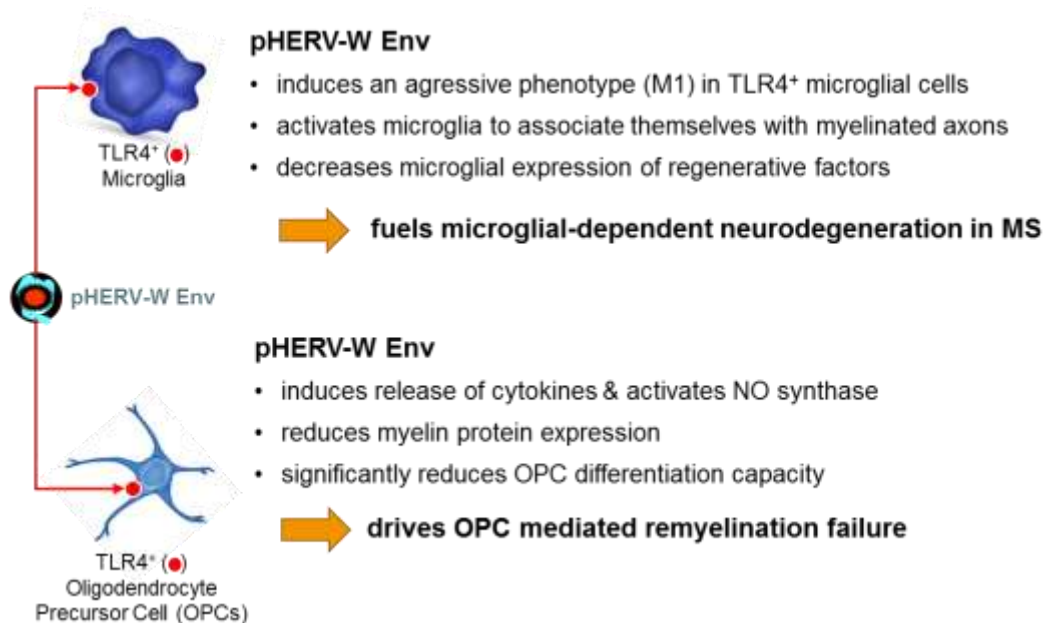 pHERV-W Env
• induces an agressive phenotype (M1) in TLR4⁺ microglial cells
• activates microglia to associate themselves with myelinated axons
• decreases microglial expression of regenerative factors
fuels microglial-dependent neurodegeneration in MS
TLR4⁺ (●)
Microglia
pHERV-W Env
pHERV-W Env
• induces release of cytokines & activates NO synthase
• reduces myelin protein expression
• significantly reduces OPC differentiation capacity
drives OPC mediated remyelination failure
TLR4⁺ (●)
Oligodendrocyte
Precursor Cell (OPCs)